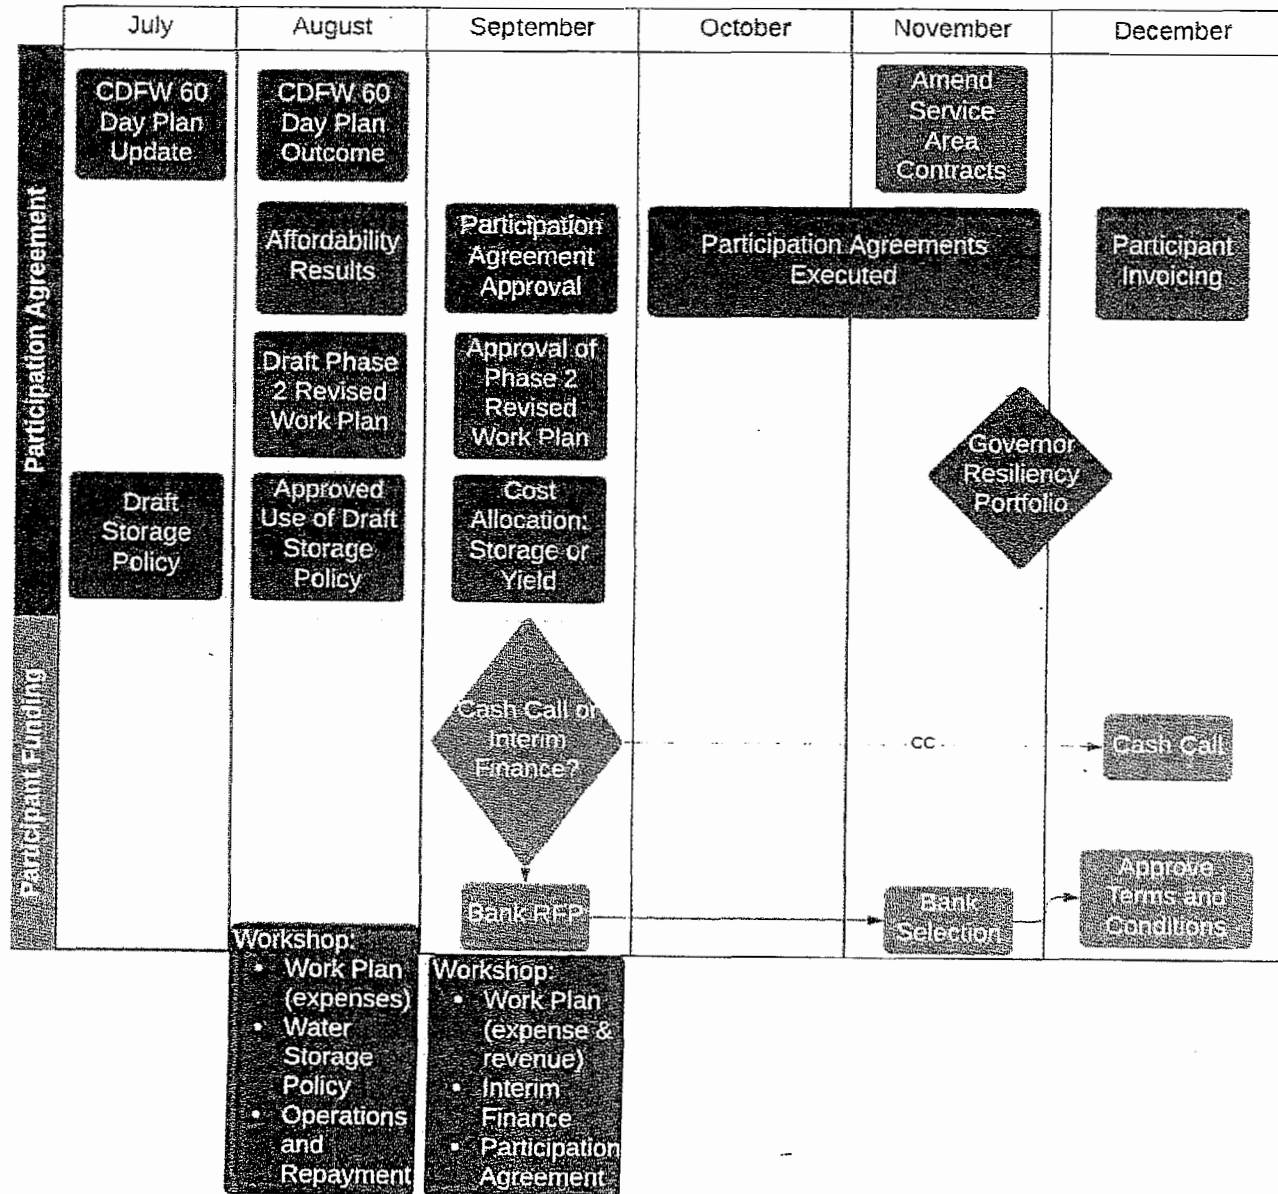 July
August
September
October
November
December
Participation Agreement
CDFW 60
Day Plan
Update
CDFW 60
Day Plan
Outcome
Amend
Service
Area
Contracts
Affordability
Results
Participation
Agreement
Approval
Participation Agreements
Executed
Participant
Invoicing
Draft Phase
2 Revised
Work Plan
Approval of
Phase 2
Revised
Work Plan
Governor
Resiliency
Portfolio
Draft
Storage
Policy
Approved
Use of Draft
Storage
Policy
Cost
Allocation:
Storage or
Yield
Participant Funding
Cash Call or
Interim
Finance?
CC
Cash Call
Bank RFP
Bank
Selection
Approve
Terms and
Conditions
Workshop:
• Work Plan
(expenses)
• Water
Storage
Policy
• Operations
and
Repayment
Workshop:
• Work Plan
(expense &
revenue)
• Interim
Finance
• Participation
Agreement